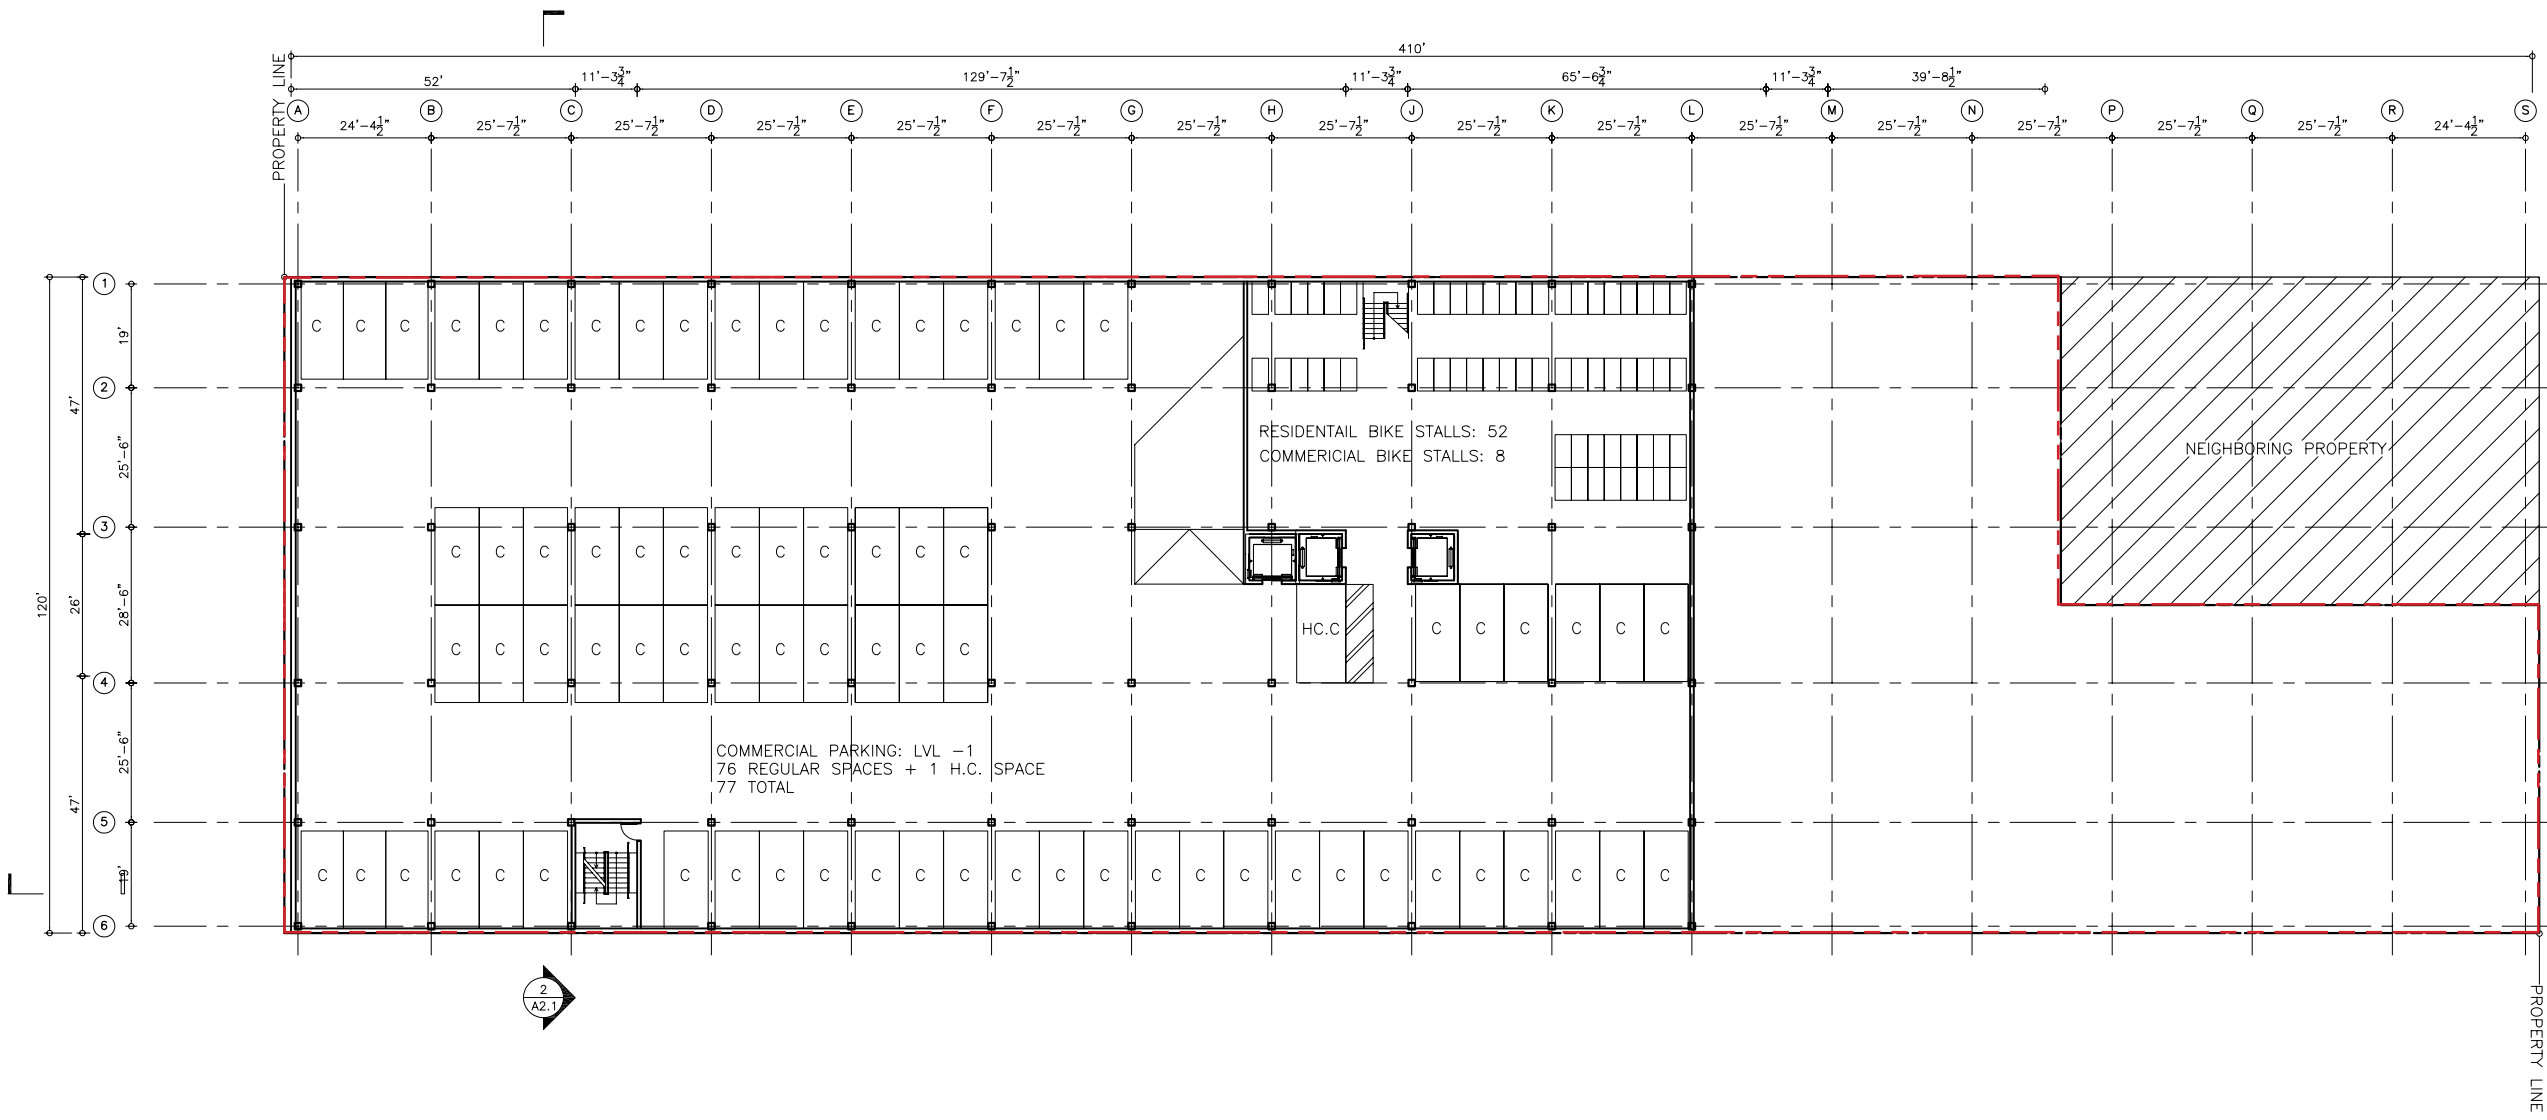 410'
52' 11'-3 3/4" 129'-7 1/2" 11'-3 3/4" 65'-6 3/4" 11'-3 3/4" 39'-8 1/2"
PROPERTY LINE
A B C D E F G H J K L M N P Q R S
24'-4 1/2" 25'-7 1/2" 25'-7 1/2" 25'-7 1/2" 25'-7 1/2" 25'-7 1/2" 25'-7 1/2" 25'-7 1/2" 25'-7 1/2" 25'-7 1/2" 25'-7 1/2" 25'-7 1/2" 25'-7 1/2" 25'-7 1/2" 25'-7 1/2" 24'-4 1/2"
1
19'
C C C C C C C C C C C C C C C C C C
2
47'
25'-6"
RESIDENTAIL BIKE STALLS: 52
COMMERICIAL BIKE STALLS: 8
NEIGHBORING PROPERTY
3
C C C C C C C C C C C C
120'
26'
28'-6"
HC.C C C C C C C
C C C C C C C C C C C C
4
25'-6"
COMMERCIAL PARKING: LVL -1
76 REGULAR SPACES + 1 H.C. SPACE
77 TOTAL
47'
5
19'
C C C C C C C C C C C C C C C C C C C C C C C C C C C C
6
2
A2.1
PROPERTY LINE